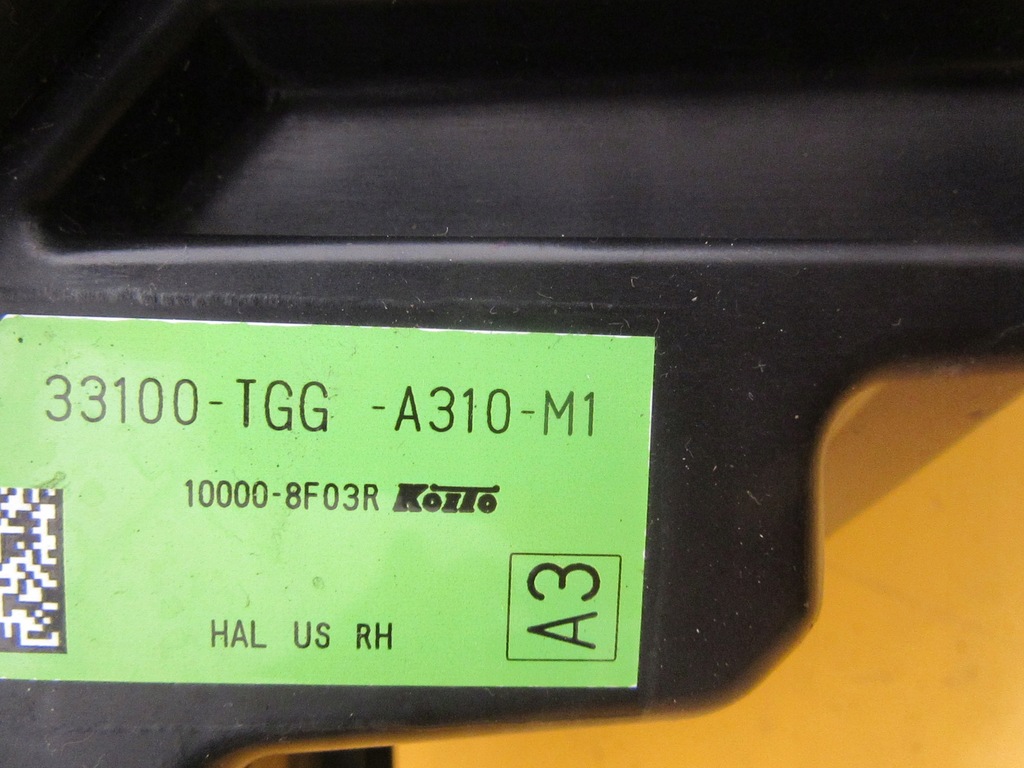 33100-TGG -A310-M1
10000-8F03R KOITO
HAL US RH
A3